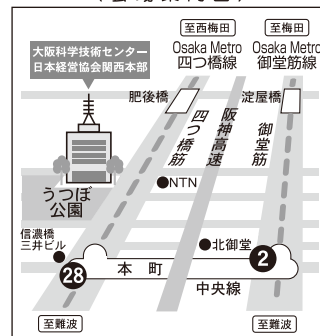 至西梅田
至梅田
Osaka Metro
四つ橋線
Osaka Metro
御堂筋線
大阪科学技術センター
日本経営協会関西本部
肥後橋
淀屋橋
四つ橋筋
阪神高速
御堂筋
NTN
うつぼ
公園
信濃橋
三井ビル
北御堂
28
本町
2
中央線
至難波
至難波